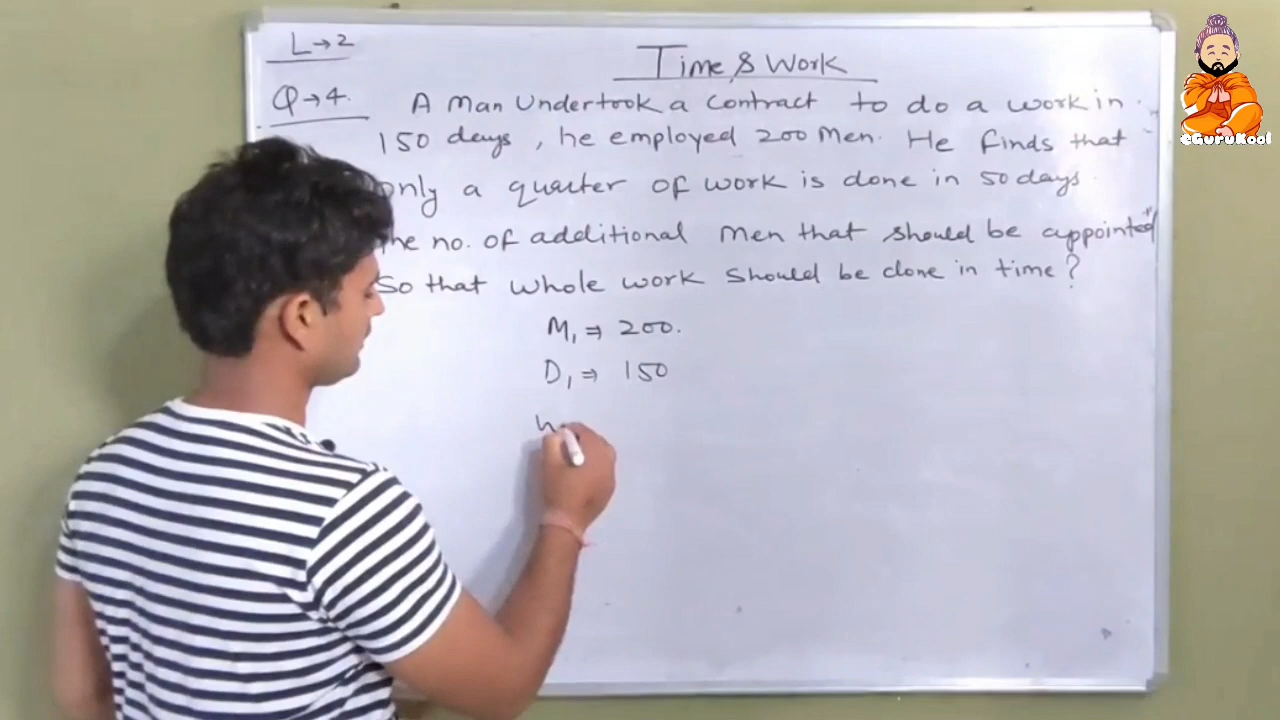 L→2
Time & Work
Q→4. A Man Undertook a Contract to do a work in
150 days, he employed 200 Men. He finds that
only a quarter of work is done in 50 days.
he no. of additional Men that should be appointed
So that whole work should be done in time?
M₁ ⇒ 200.
D₁ ⇒ 150
eGuruKool